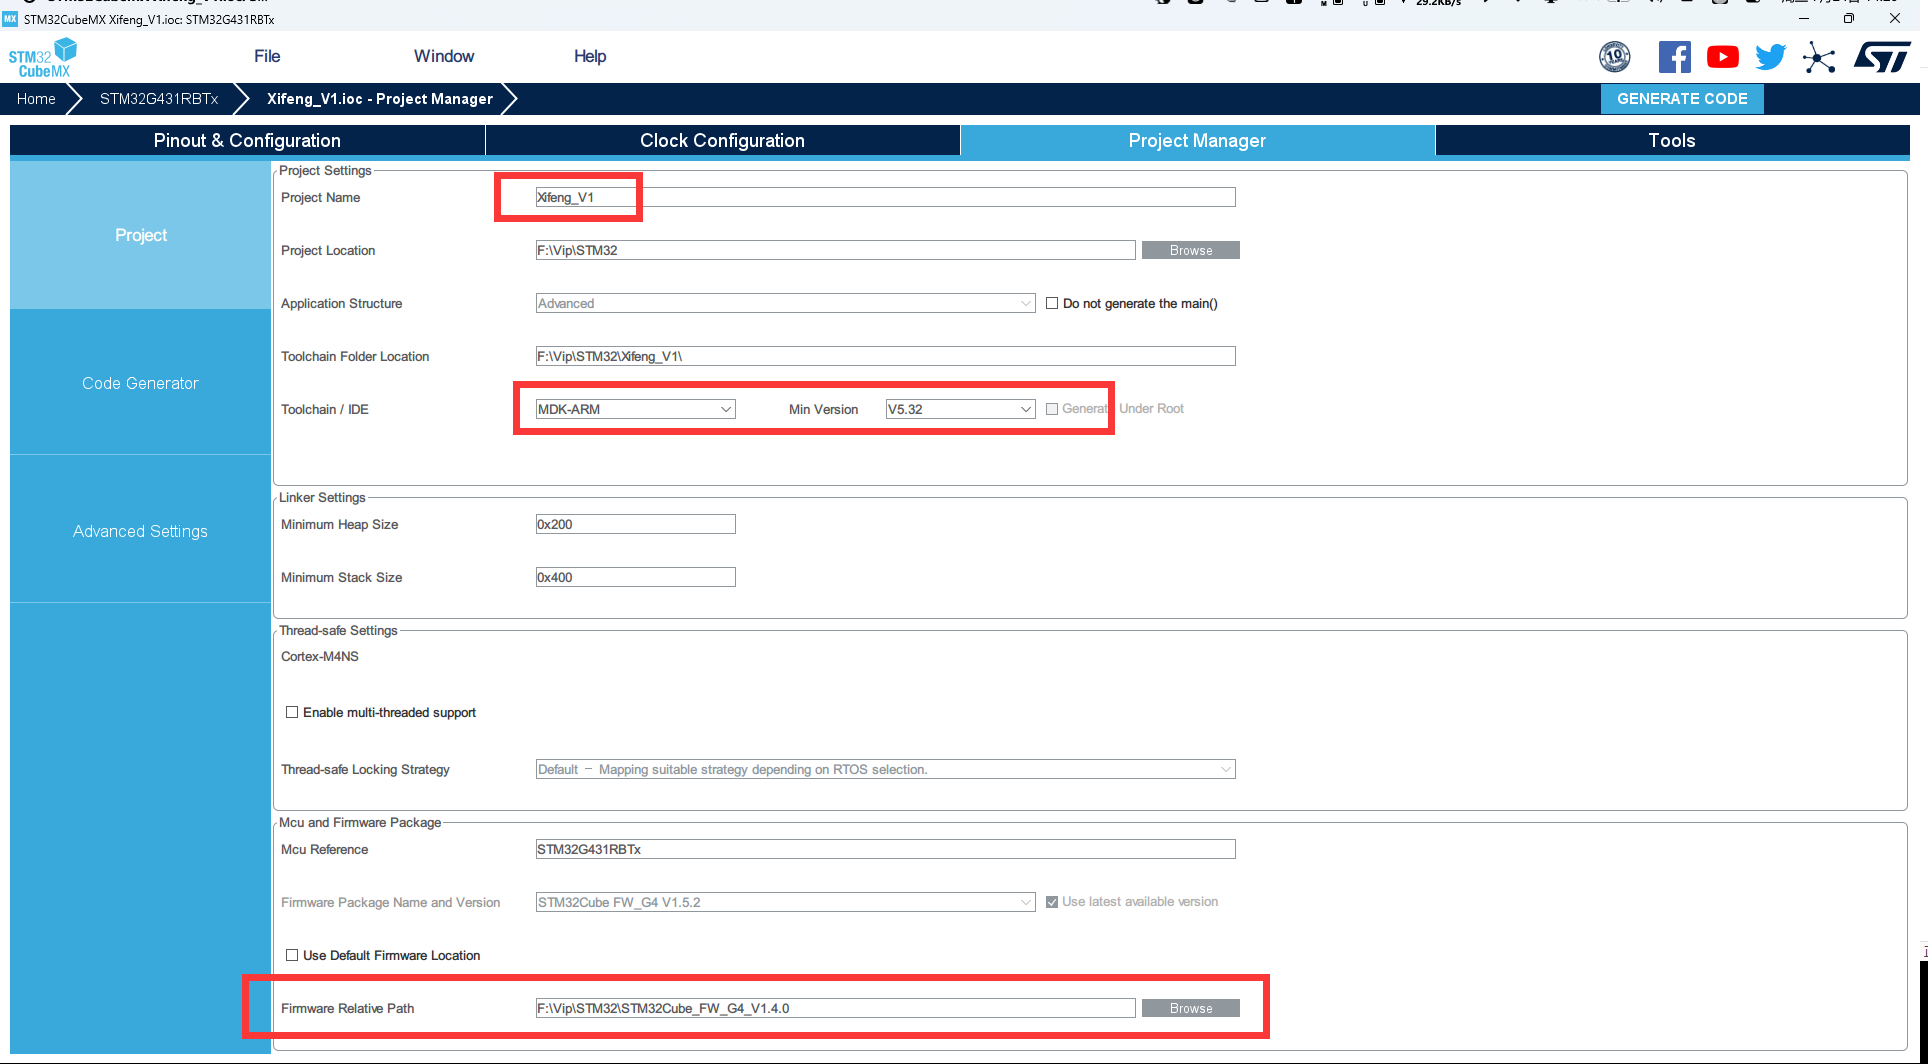 29.2KB/s
STM32CubeMX Xifeng_V1.ioc: STM32G431RBTx
STM32
CubeMX
File
Window
Help
10
Home
STM32G431RBTx
Xifeng_V1.ioc - Project Manager
GENERATE CODE
Pinout & Configuration
Clock Configuration
Project Manager
Tools
Project
Code Generator
Advanced Settings
Project Settings
Project Name
Xifeng_V1
Project Location
F:\Vip\STM32
Browse
Application Structure
Advanced
Do not generate the main()
Toolchain Folder Location
F:\Vip\STM32\Xifeng_V1\
Toolchain / IDE
MDK-ARM
Min Version
V5.32
Generat Under Root
Linker Settings
Minimum Heap Size
0x200
Minimum Stack Size
0x400
Thread-safe Settings
Cortex-M4NS
Enable multi-threaded support
Thread-safe Locking Strategy
Default – Mapping suitable strategy depending on RTOS selection.
Mcu and Firmware Package
Mcu Reference
STM32G431RBTx
Firmware Package Name and Version
STM32Cube FW_G4 V1.5.2
Use latest available version
Use Default Firmware Location
Firmware Relative Path
F:\Vip\STM32\STM32Cube_FW_G4_V1.4.0
Browse